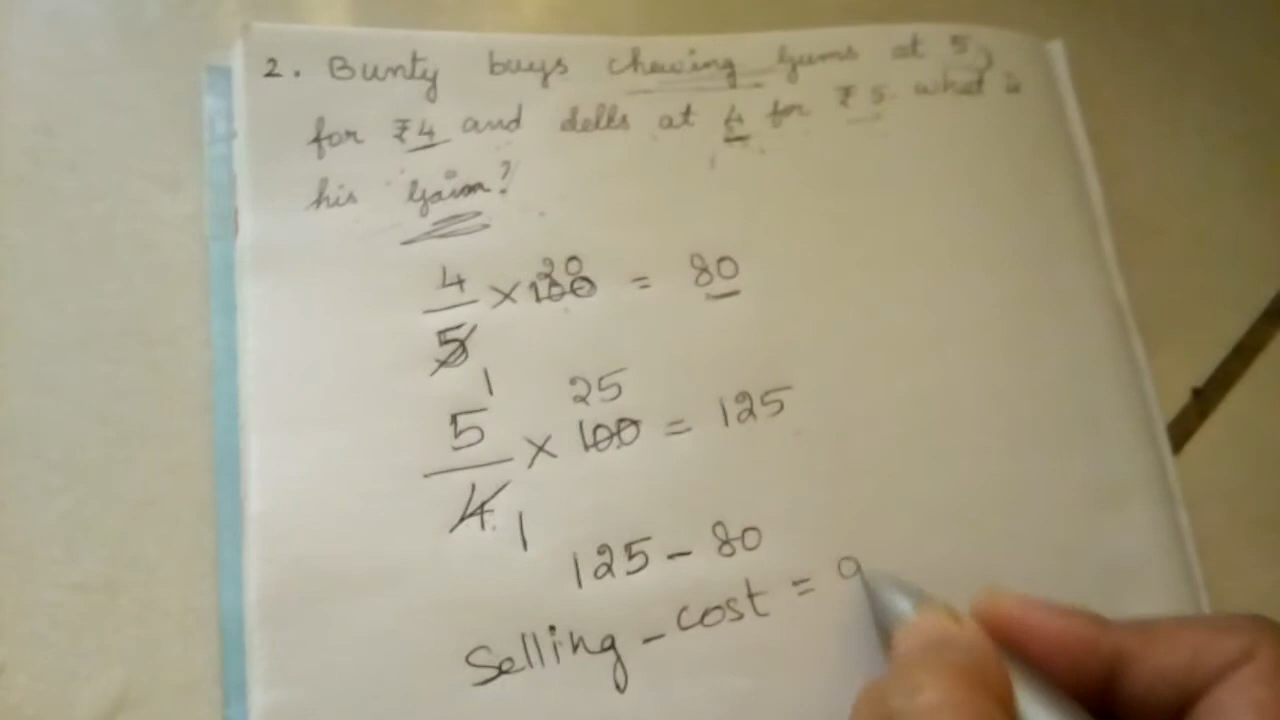 2. Bunty buys chewing gums at 5
for ₹4 and sells at 4 for ₹5 what is
his gain?
4/5 × 100 20 = 80
1
5/4 × 100 25 = 125
1
125 - 80
Selling - cost =